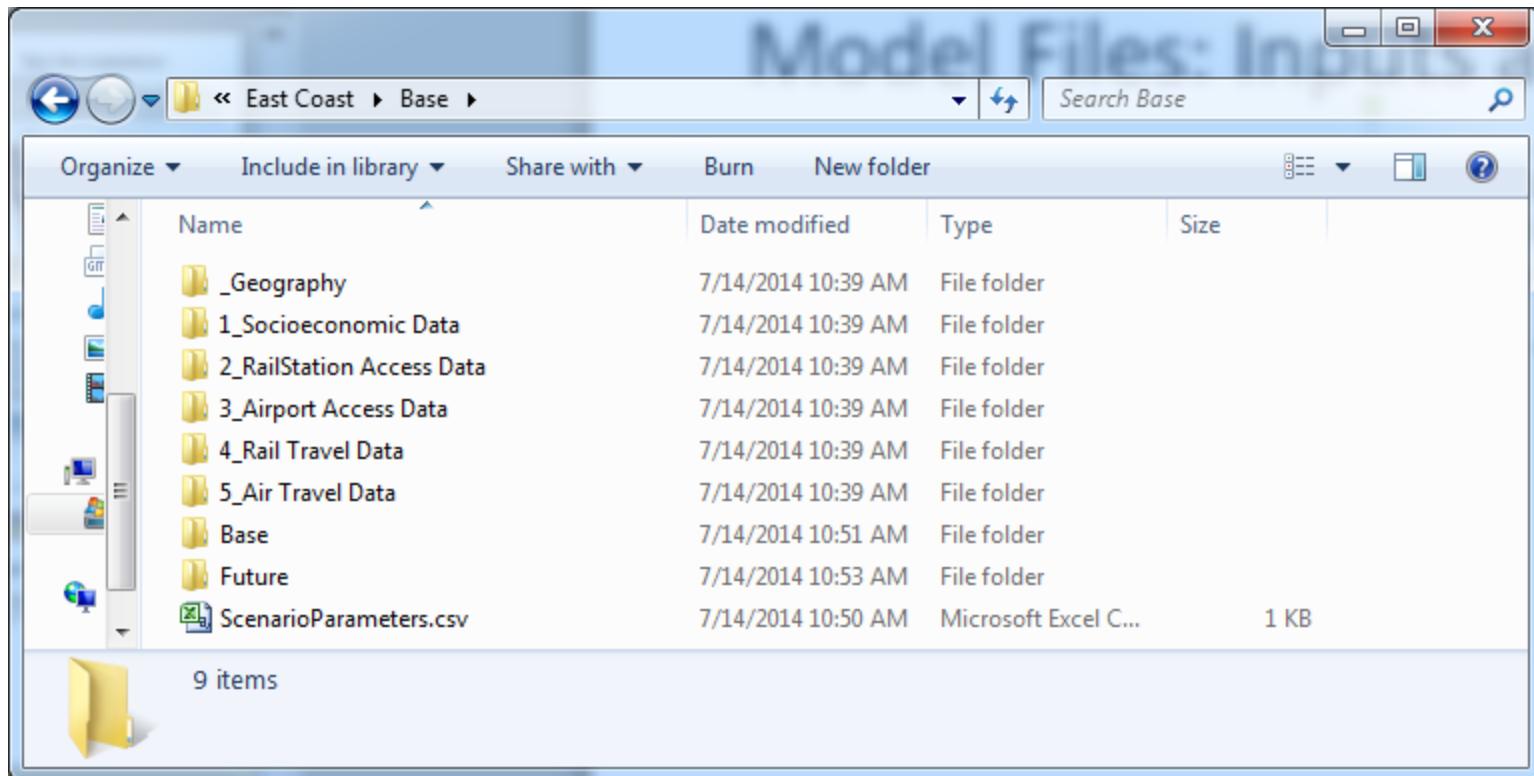 Model Files: Inputs a
« East Coast ▸ Base ▸ Search Base
Organize Include in library Share with Burn New folder
Name Date modified Type Size
_Geography 7/14/2014 10:39 AM File folder
1_Socioeconomic Data 7/14/2014 10:39 AM File folder
2_RailStation Access Data 7/14/2014 10:39 AM File folder
3_Airport Access Data 7/14/2014 10:39 AM File folder
4_Rail Travel Data 7/14/2014 10:39 AM File folder
5_Air Travel Data 7/14/2014 10:39 AM File folder
Base 7/14/2014 10:51 AM File folder
Future 7/14/2014 10:53 AM File folder
ScenarioParameters.csv 7/14/2014 10:50 AM Microsoft Excel C... 1 KB
9 items